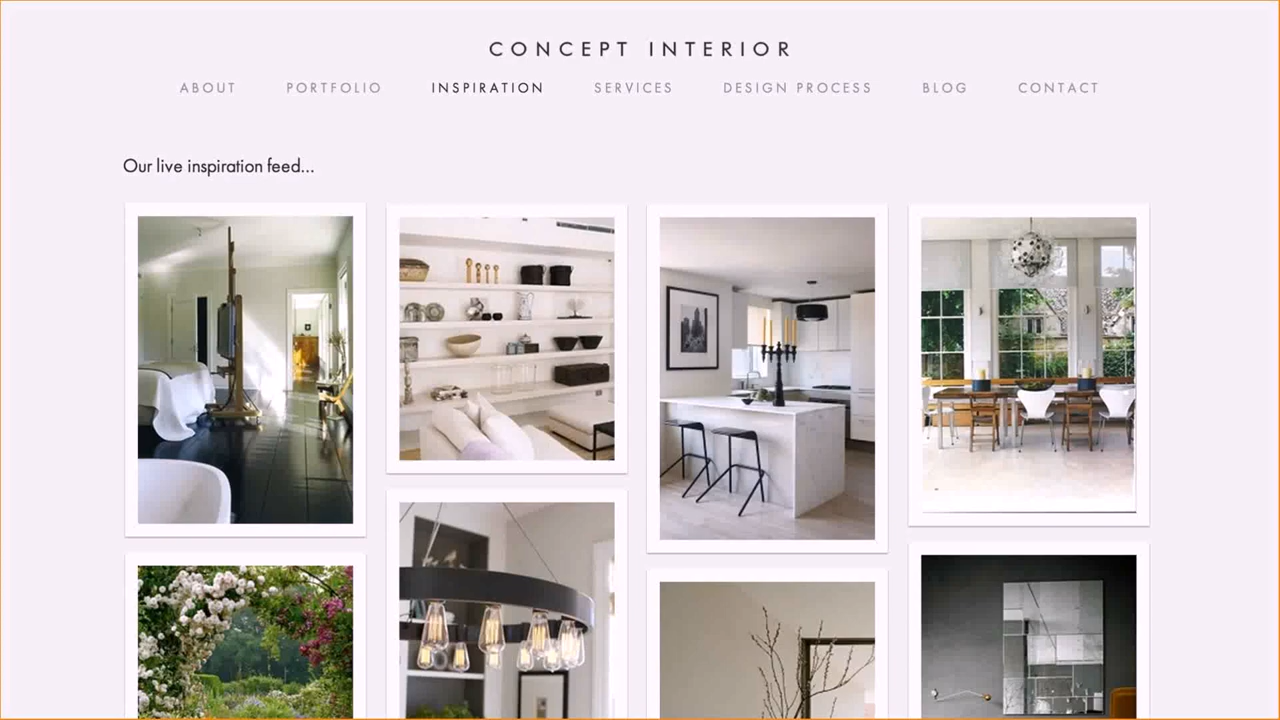 CONCEPT INTERIOR
ABOUT PORTFOLIO INSPIRATION SERVICES DESIGN PROCESS BLOG CONTACT
Our live inspiration feed...